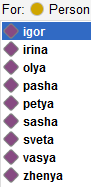 For: Person
igor
irina
olya
pasha
petya
sasha
sveta
vasya
zhenya